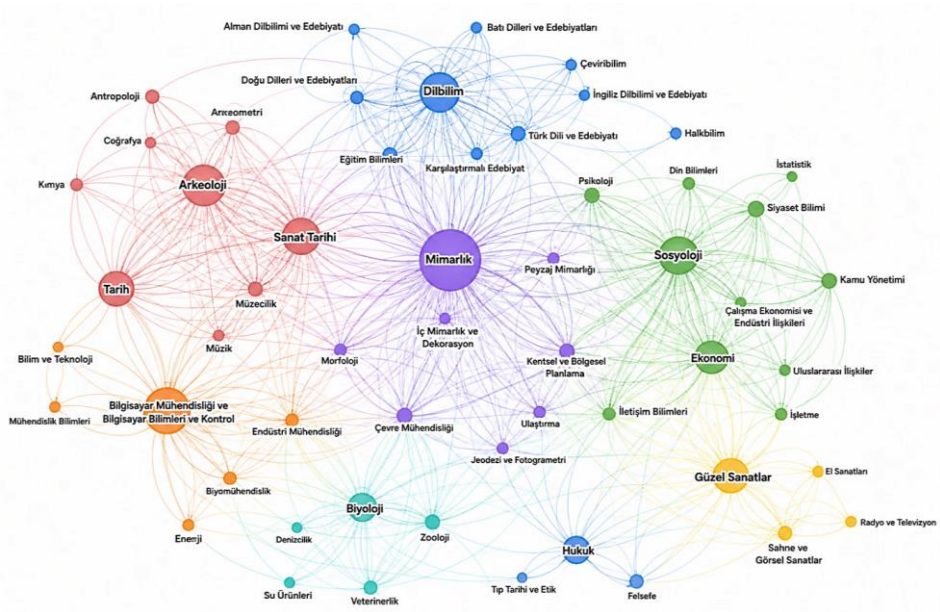 Alman Dilbilimi ve Edebiyatı
Batı Dilleri ve Edebiyatları
Çeviribilim
Doğu Dilleri ve Edebiyatları
Dilbilim
İngiliz Dilbilimi ve Edebiyatı
Antropoloji
Arkeometri
Türk Dili ve Edebiyatı
Halkbilim
Coğrafya
Eğitim Bilimleri
Karşılaştırmalı Edebiyat
Kimya
Arkeoloji
Psikoloji
Din Bilimleri
İstatistik
Siyaset Bilimi
Sanat Tarihi
Mimarlık
Sosyoloji
Peyzaj Mimarlığı
Kamu Yönetimi
Tarih
Müzecilik
Çalışma Ekonomisi ve
Endüstri İlişkileri
İç Mimarlık ve
Dekorasyon
Müzik
Bilim ve Teknoloji
Morfoloji
Kentsel ve Bölgesel
Planlama
Ekonomi
Uluslararası İlişkiler
Mühendislik Bilimleri
Bilgisayar Mühendisliği ve
Bilgisayar Bilimleri ve Kontrol
Endüstri Mühendisliği
Çevre Mühendisliği
Ulaştırma
İletişim Bilimleri
İşletme
Jeodezi ve Fotogrametri
Güzel Sanatlar
El Sanatları
Biyomühendislik
Biyoloji
Zooloji
Radyo ve Televizyon
Enerji
Denizcilik
Hukuk
Sahne ve
Görsel Sanatlar
Su Ürünleri
Veterinerlik
Tıp Tarihi ve Etik
Felsefe